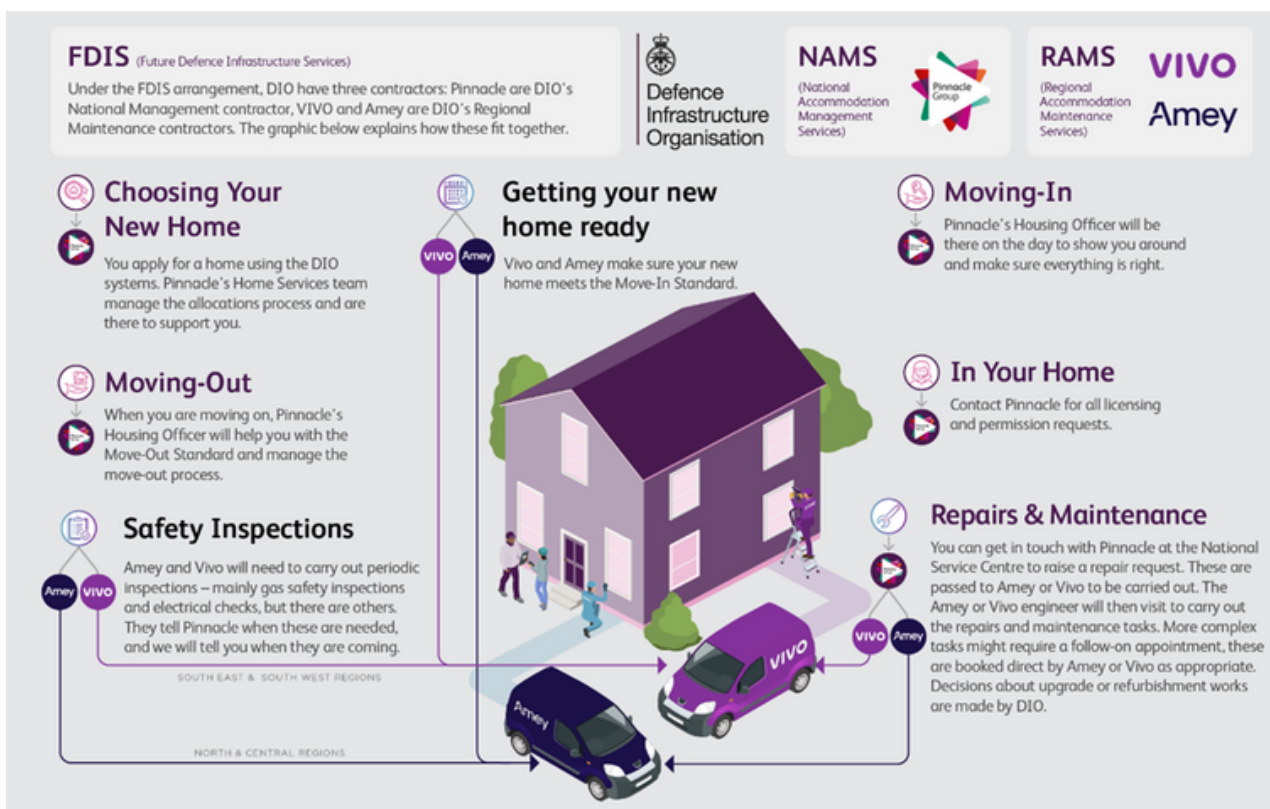 FDIS (Future Defence Infrastructure Services)
Under the FDIS arrangement, DIO have three contractors: Pinnacle are DIO's
National Management contractor, VIVO and Amey are DIO's Regional
Maintenance contractors. The graphic below explains how these fit together.
Defence
Infrastructure
Organisation
NAMS
(National
Accommodation
Management
Services)
Pinnacle
Group
RAMS
(Regional
Accommodation
Maintenance
Services)
VIVO
Amey
Choosing Your
New Home
You apply for a home using the DIO
systems. Pinnacle's Home Services team
manage the allocations process and are
there to support you.
Getting your new
home ready
VIVO
Amey
Vivo and Amey make sure your new
home meets the Move-In Standard.
Moving-In
Pinnacle's Housing Officer will be
there on the day to show you around
and make sure everything is right.
Moving-Out
When you are moving on, Pinnacle's
Housing Officer will help you with the
Move-Out Standard and manage the
move-out process.
In Your Home
Contact Pinnacle for all licensing
and permission requests.
Safety Inspections
Amey
VIVO
Amey and Vivo will need to carry out periodic
inspections – mainly gas safety inspections
and electrical checks, but there are others.
They tell Pinnacle when these are needed,
and we will tell you when they are coming.
SOUTH EAST & SOUTH WEST REGIONS
NORTH & CENTRAL REGIONS
Repairs & Maintenance
You can get in touch with Pinnacle at the National
Service Centre to raise a repair request. These are
passed to Amey or Vivo to be carried out. The
Amey or Vivo engineer will then visit to carry out
the repairs and maintenance tasks. More complex
tasks might require a follow-on appointment, these
are booked direct by Amey or Vivo as appropriate.
Decisions about upgrade or refurbishment works
are made by DIO.
VIVO
Amey
VIVO
Amey